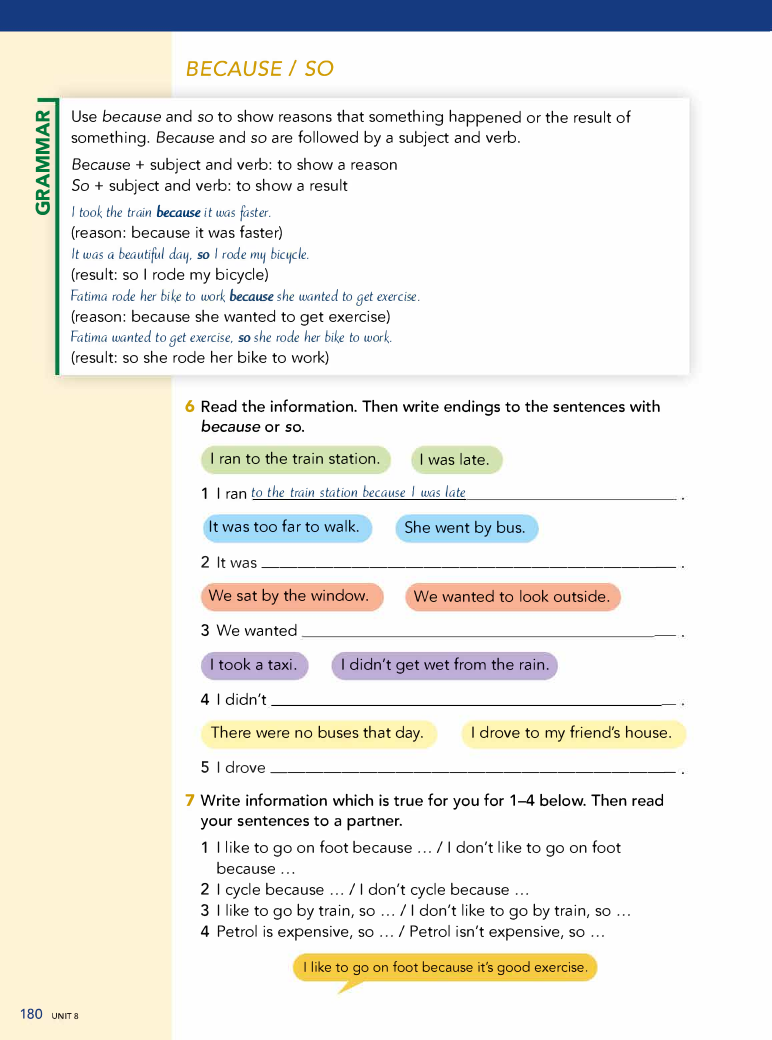 BECAUSE / SO
GRAMMAR
Use because and so to show reasons that something happened or the result of
something. Because and so are followed by a subject and verb.
Because + subject and verb: to show a reason
So + subject and verb: to show a result
I took the train because it was faster.
(reason: because it was faster)
It was a beautiful day, so I rode my bicycle.
(result: so I rode my bicycle)
Fatima rode her bike to work because she wanted to get exercise.
(reason: because she wanted to get exercise)
Fatima wanted to get exercise, so she rode her bike to work.
(result: so she rode her bike to work)
6 Read the information. Then write endings to the sentences with
because or so.
I ran to the train station. I was late.
1 I ran to the train station because I was late .
It was too far to walk. She went by bus.
2 It was .
We sat by the window. We wanted to look outside.
3 We wanted .
I took a taxi. I didn't get wet from the rain.
4 I didn't .
There were no buses that day. I drove to my friend's house.
5 I drove .
7 Write information which is true for you for 1–4 below. Then read
your sentences to a partner.
1 I like to go on foot because … / I don't like to go on foot
because …
2 I cycle because … / I don't cycle because …
3 I like to go by train, so … / I don't like to go by train, so …
4 Petrol is expensive, so … / Petrol isn't expensive, so …
I like to go on foot because it's good exercise.
180 UNIT 8